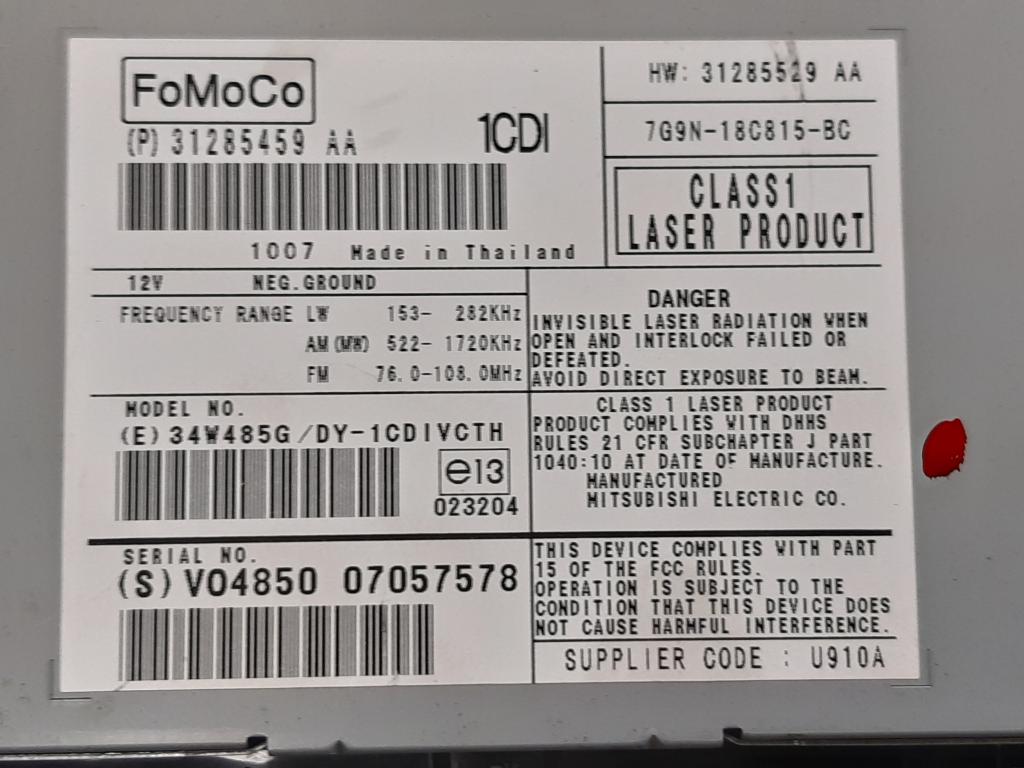 FoMoCo
(P) 31285459 AA
1CDI
1007 Made in Thailand
HW: 31285529 AA
7G9N-18C815-BC
CLASS1
LASER PRODUCT
12V NEG.GROUND
FREQUENCY RANGE LW 153- 282KHz
AM (MW) 522- 1720KHz
FM 76.0-108.0MHz
DANGER
INVISIBLE LASER RADIATION WHEN
OPEN AND INTERLOCK FAILED OR
DEFEATED.
AVOID DIRECT EXPOSURE TO BEAM.
MODEL NO.
(E) 34W485G/DY-1CDIVCTH
e13
023204
CLASS 1 LASER PRODUCT
PRODUCT COMPLIES WITH DHHS
RULES 21 CFR SUBCHAPTER J PART
1040:10 AT DATE OF MANUFACTURE.
MANUFACTURED
MITSUBISHI ELECTRIC CO.
SERIAL NO.
(S) VO4850 07057578
THIS DEVICE COMPLIES WITH PART
15 OF THE FCC RULES.
OPERATION IS SUBJECT TO THE
CONDITION THAT THIS DEVICE DOES
NOT CAUSE HARMFUL INTERFERENCE.
SUPPLIER CODE : U910A